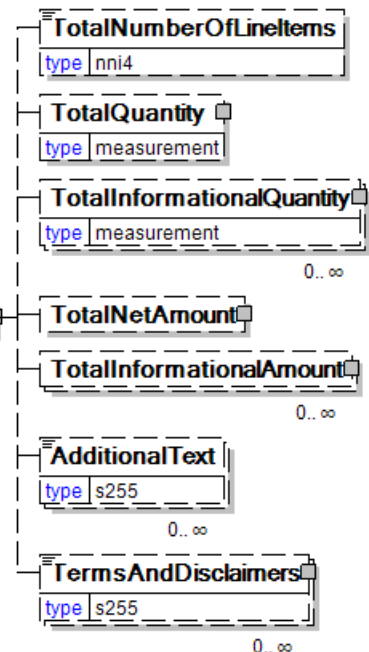 TotalNumberOfLineItems
type nni4
TotalQuantity
type measurement
TotalInformationalQuantity
type measurement
0.. ∞
TotalNetAmount
TotalInformationalAmount
0.. ∞
AdditionalText
type s255
0.. ∞
TermsAndDisclaimers
type s255
0.. ∞